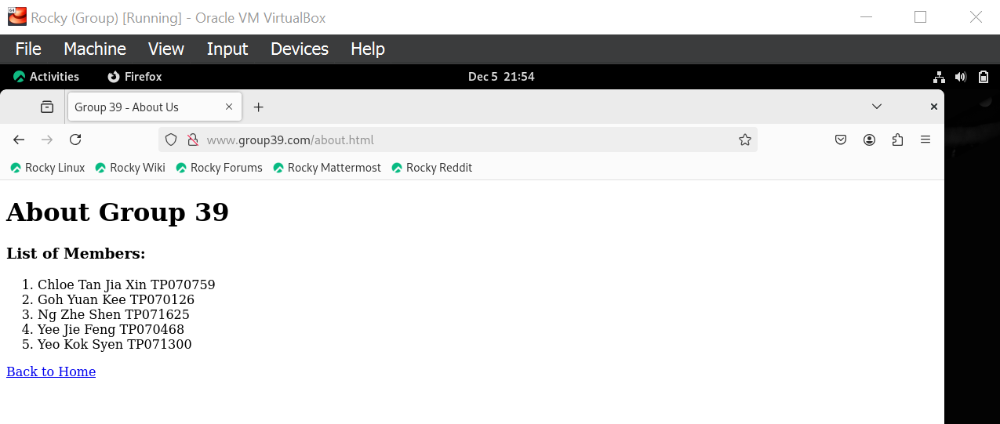 Rocky (Group) [Running] - Oracle VM VirtualBox
File Machine View Input Devices Help
Activities Firefox Dec 5 21:54
Group 39 - About Us
www.group39.com/about.html
Rocky Linux Rocky Wiki Rocky Forums Rocky Mattermost Rocky Reddit
About Group 39
List of Members:
1. Chloe Tan Jia Xin TP070759
2. Goh Yuan Kee TP070126
3. Ng Zhe Shen TP071625
4. Yee Jie Feng TP070468
5. Yeo Kok Syen TP071300
Back to Home